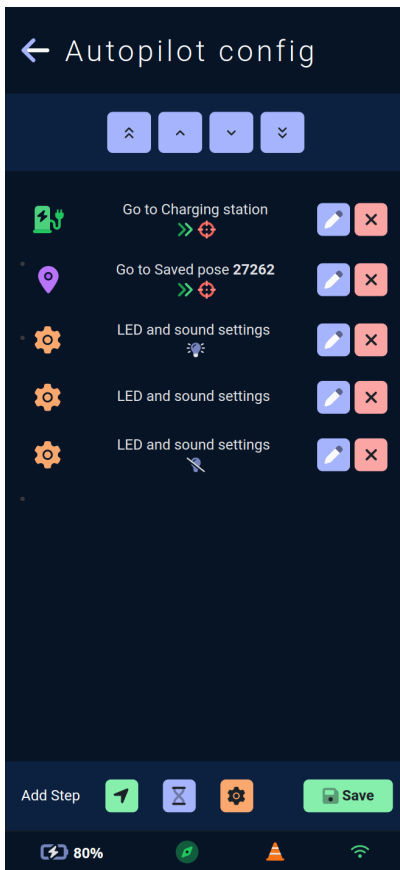 Autopilot config
Go to Charging station
Go to Saved pose 27262
LED and sound settings
LED and sound settings
LED and sound settings
Add Step
Save
80%